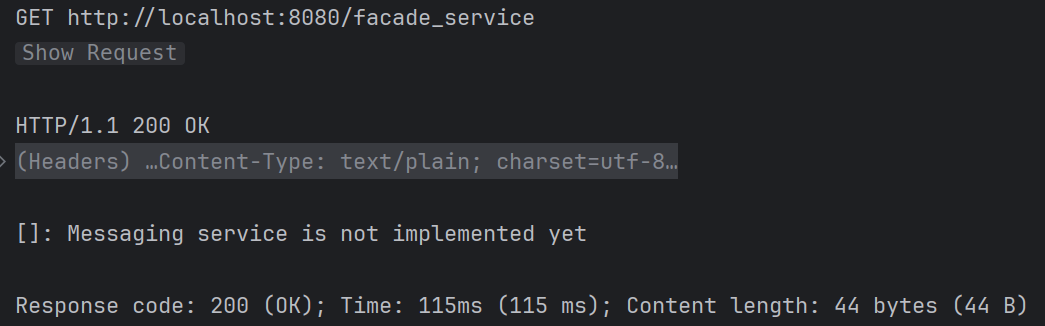 GET http://localhost:8080/facade_service
Show Request
HTTP/1.1 200 OK
(Headers) …Content-Type: text/plain; charset=utf-8…
[]: Messaging service is not implemented yet
Response code: 200 (OK); Time: 115ms (115 ms); Content length: 44 bytes (44 B)